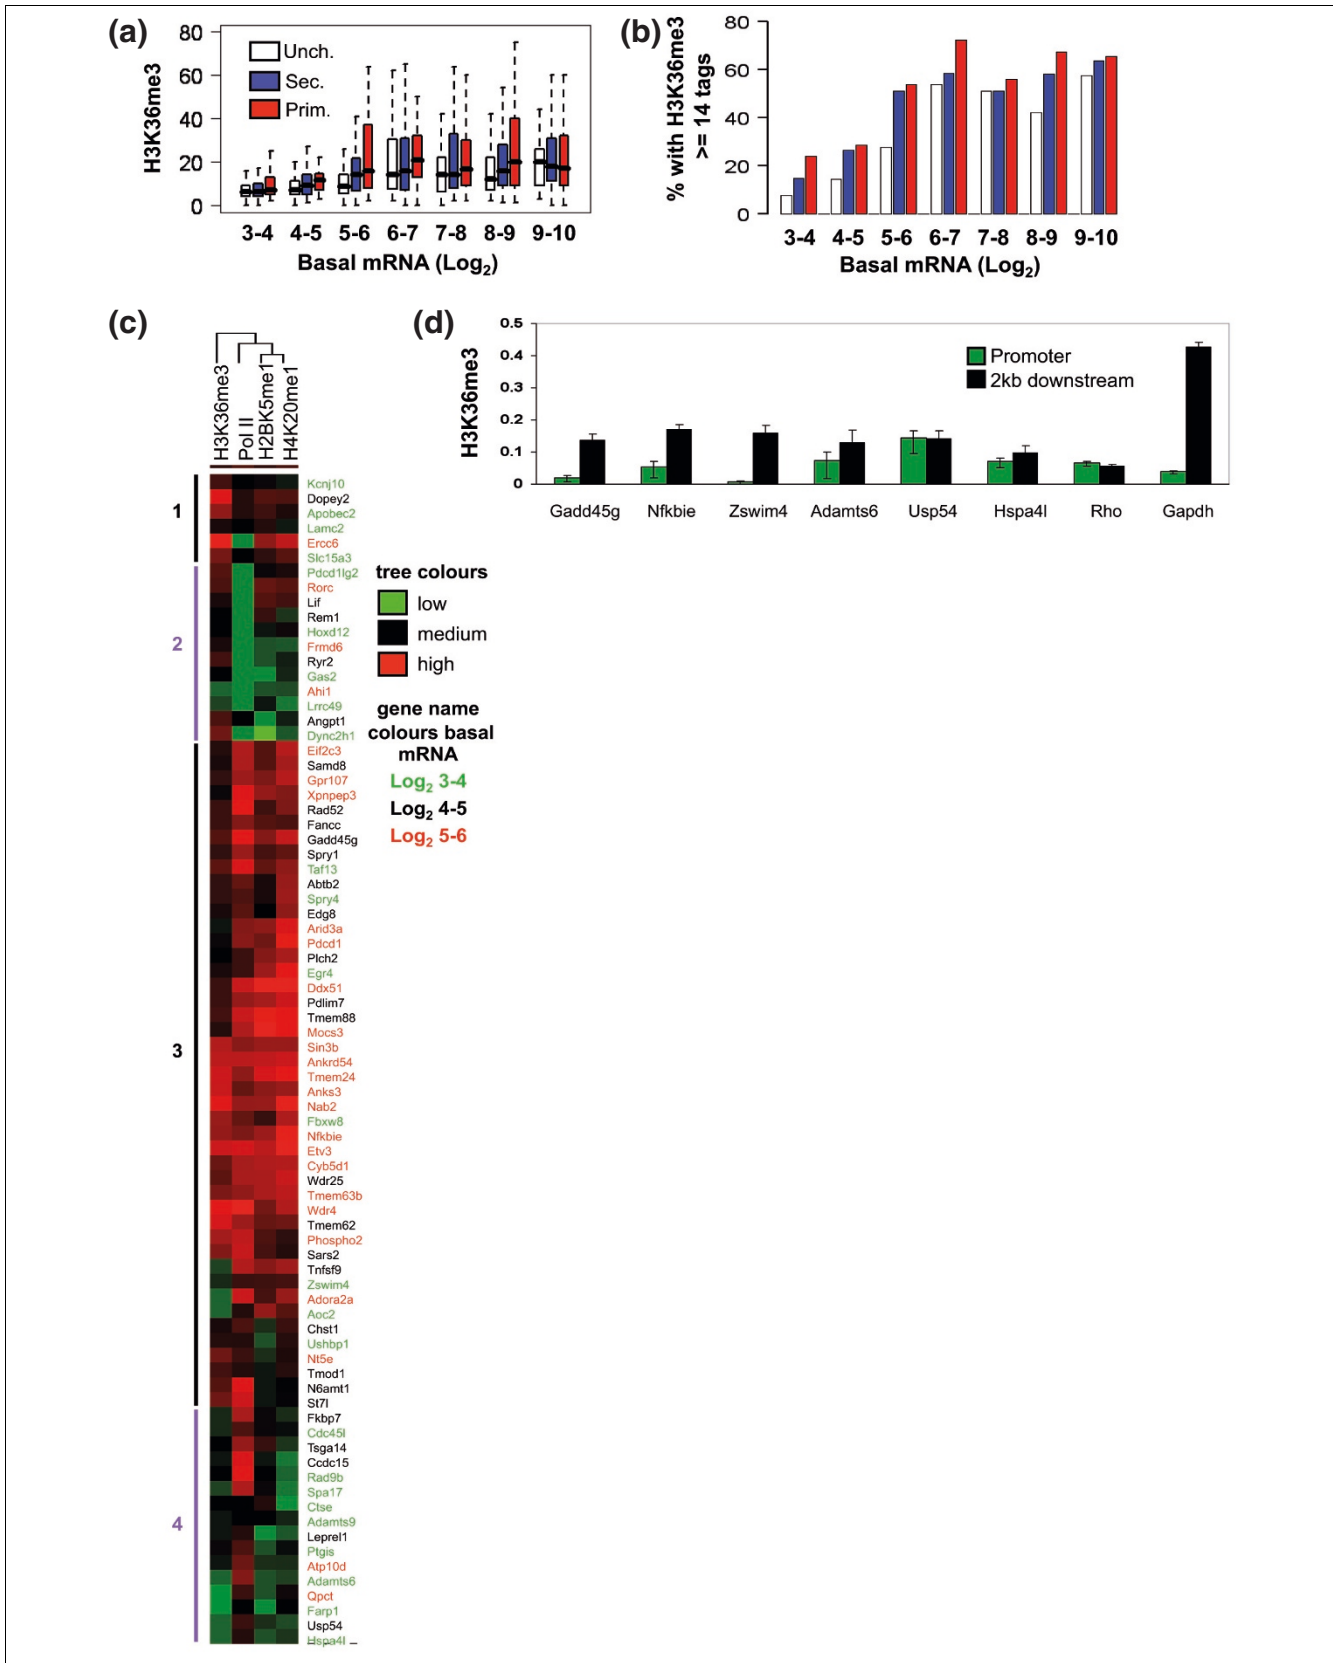 (a)
H3K36me3
80
60
40
20
0
Unch.
Sec.
Prim.
3-4 4-5 5-6 6-7 7-8 8-9 9-10
Basal mRNA (Log2)
(b)
% with H3K36me3
>= 14 tags
80
60
40
20
0
3-4 4-5 5-6 6-7 7-8 8-9 9-10
Basal mRNA (Log2)
(c)
H3K36me3
Pol II
H2BK5me1
H4K20me1
1
2
3
4
Kcnj10
Dopey2
Apobec2
Lamc2
Ercc6
Slc15a3
Pdcd1lg2
Rorc
Lif
Rem1
Hoxd12
Frmd6
Ryr2
Gas2
Ahi1
Lrrc49
Angpt1
Dync2h1
Eif2c3
Samd8
Gpr107
Xpnpep3
Rad52
Fancc
Gadd45g
Spry1
Taf13
Abtb2
Spry4
Edg8
Arid3a
Pdcd1
Plch2
Egr4
Ddx51
Pdlim7
Tmem88
Mocs3
Sin3b
Ankrd54
Tmem24
Anks3
Nab2
Fbxw8
Nfkbie
Etv3
Cyb5d1
Wdr25
Tmem63b
Wdr4
Tmem62
Phospho2
Sars2
Tnfsf9
Zswim4
Adora2a
Aoc2
Chst1
Ushbp1
Nt5e
Tmod1
N6amt1
St7l
Fkbp7
Cdc45l
Tsga14
Ccdc15
Rad9b
Spa17
Ctse
Adamts9
Leprel1
Ptgis
Atp10d
Adamts6
Qpct
Farp1
Usp54
Hspa4l
tree colours
low
medium
high
gene name
colours basal
mRNA
Log2 3-4
Log2 4-5
Log2 5-6
(d)
H3K36me3
0.5
0.4
0.3
0.2
0.1
0
Promoter
2kb downstream
Gadd45g Nfkbie Zswim4 Adamts6 Usp54 Hspa4l Rho Gapdh